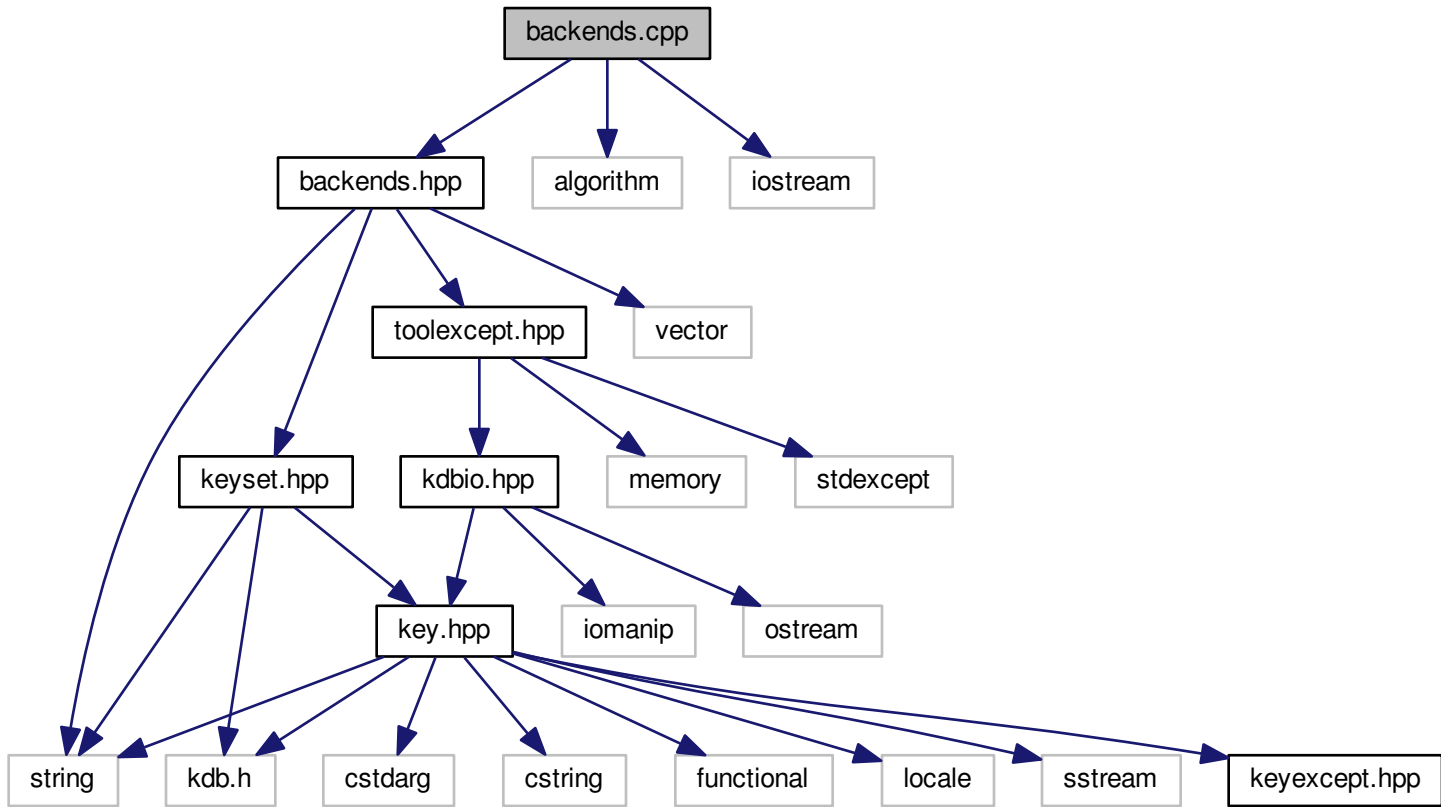 backends.cpp
backends.hpp
algorithm
iostream
toolexcept.hpp
vector
keyset.hpp
kdbio.hpp
memory
stdexcept
key.hpp
iomanip
ostream
string
kdb.h
cstdarg
cstring
functional
locale
sstream
keyexcept.hpp